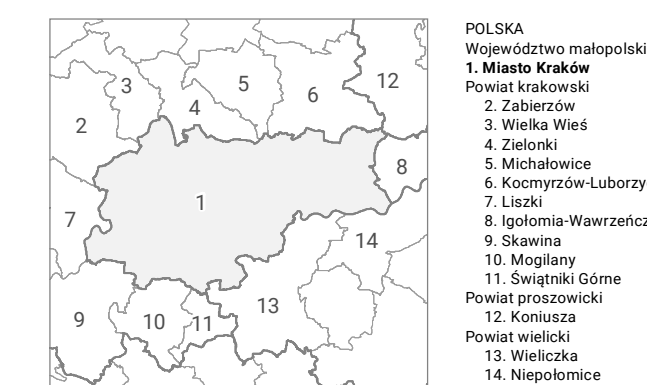 3
5
12
6
4
2
8
1
7
14
13
9
10
11
POLSKA
Województwo małopolski
1. Miasto Kraków
Powiat krakowski
2. Zabierzów
3. Wielka Wieś
4. Zielonki
5. Michałowice
6. Kocmyrzów-Luborzy
7. Liszki
8. Igołomia-Wawrzeńcz
9. Skawina
10. Mogilany
11. Świątniki Górne
Powiat proszowicki
12. Koniusza
Powiat wielicki
13. Wieliczka
14. Niepołomice